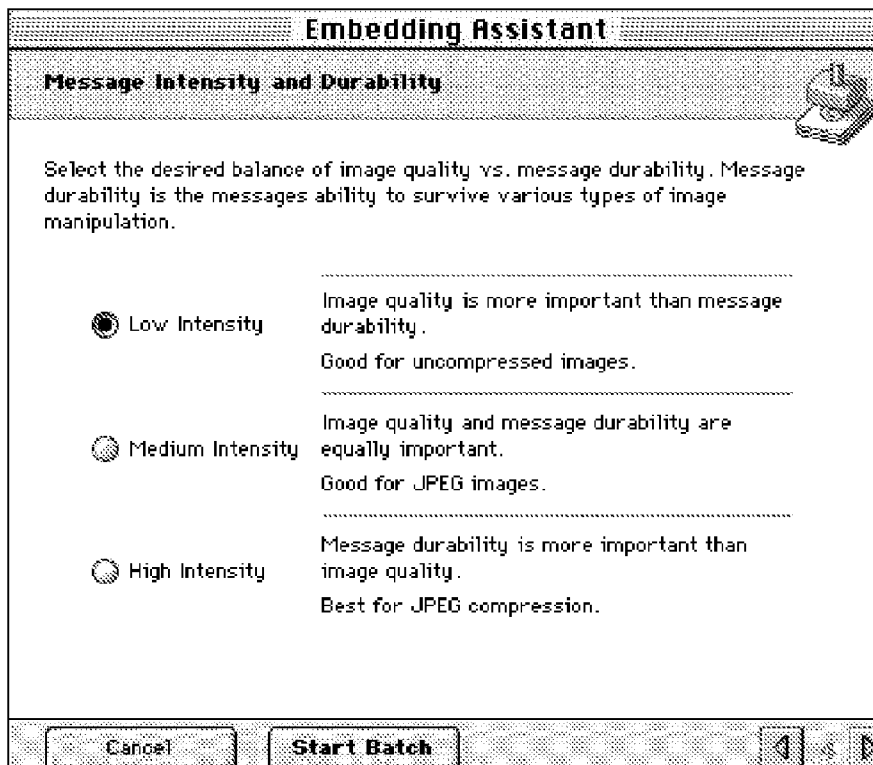 Embedding Assistant
Message Intensity and Durability
Select the desired balance of image quality vs. message durability. Message
durability is the messages ability to survive various types of image
manipulation.
Low Intensity
Image quality is more important than message
durability.
Good for uncompressed images.
Medium Intensity
Image quality and message durability are
equally important.
Good for JPEG images.
High Intensity
Message durability is more important than
image quality.
Best for JPEG compression.
Cancel
Start Batch